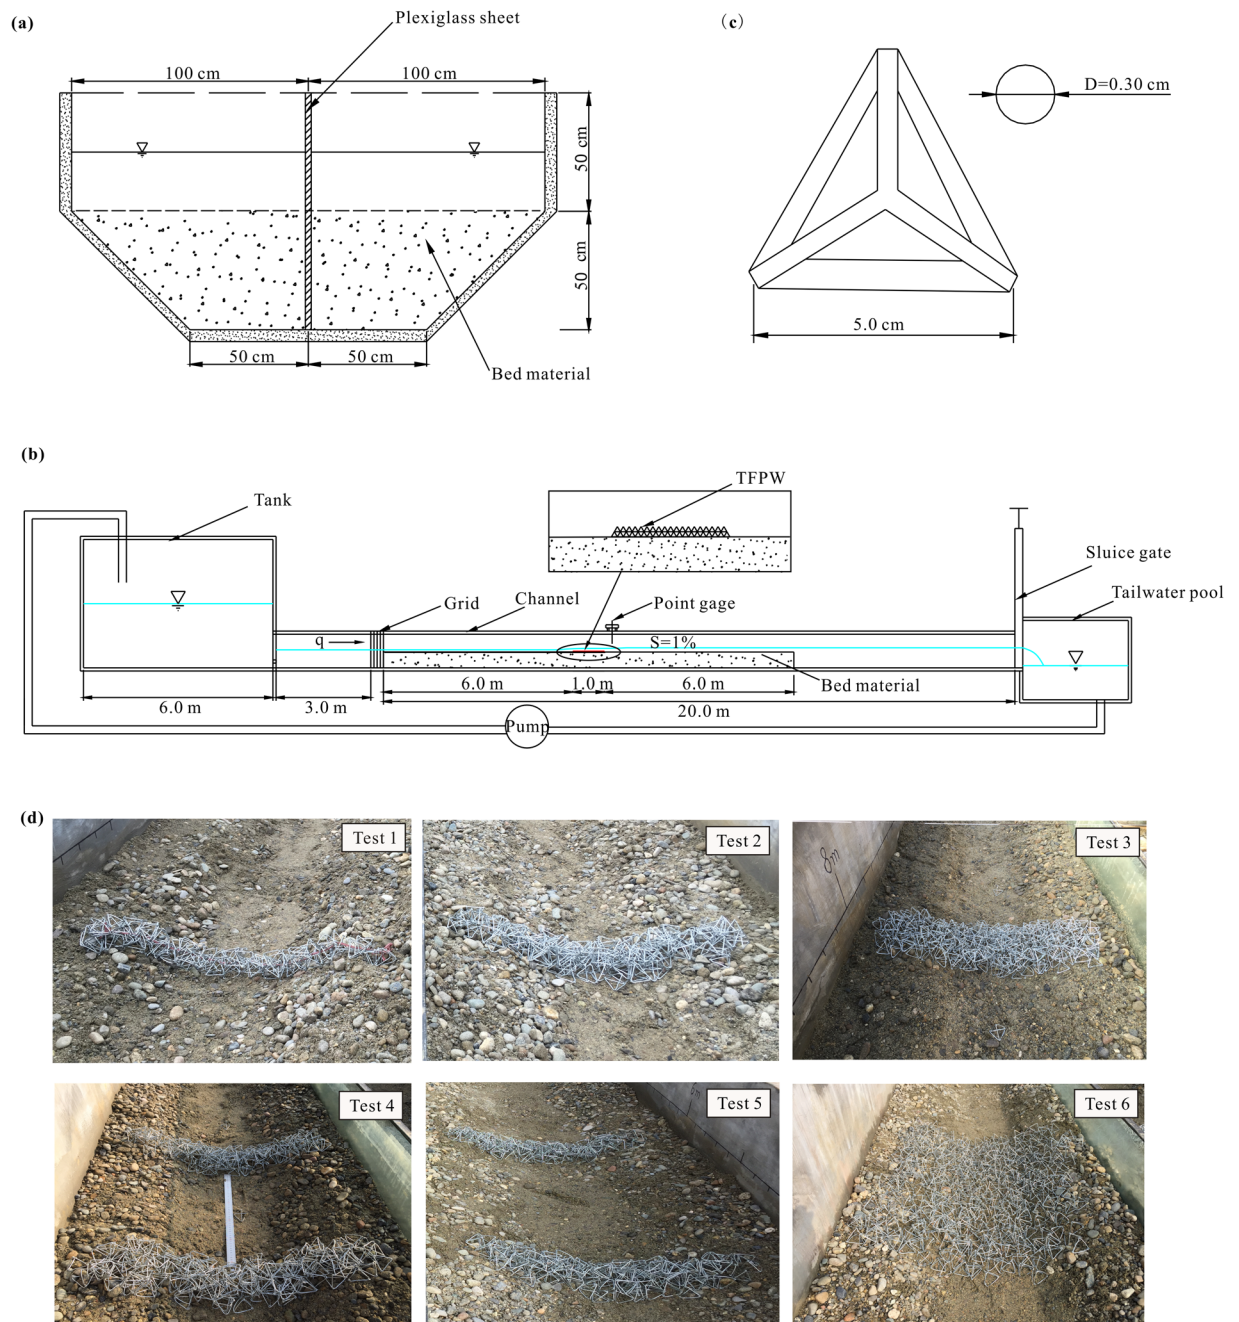 (a)
Plexiglass sheet
100 cm
100 cm
50 cm
50 cm
50 cm
50 cm
Bed material
(c)
D=0.30 cm
5.0 cm
(b)
TFPW
Tank
Sluice gate
Tailwater pool
Grid
Channel
Point gage
q
S=1%
Bed material
6.0 m
1.0 m
6.0 m
6.0 m
3.0 m
20.0 m
Pump
(d)
Test 1
Test 2
Test 3
8m
Test 4
Test 5
Test 6